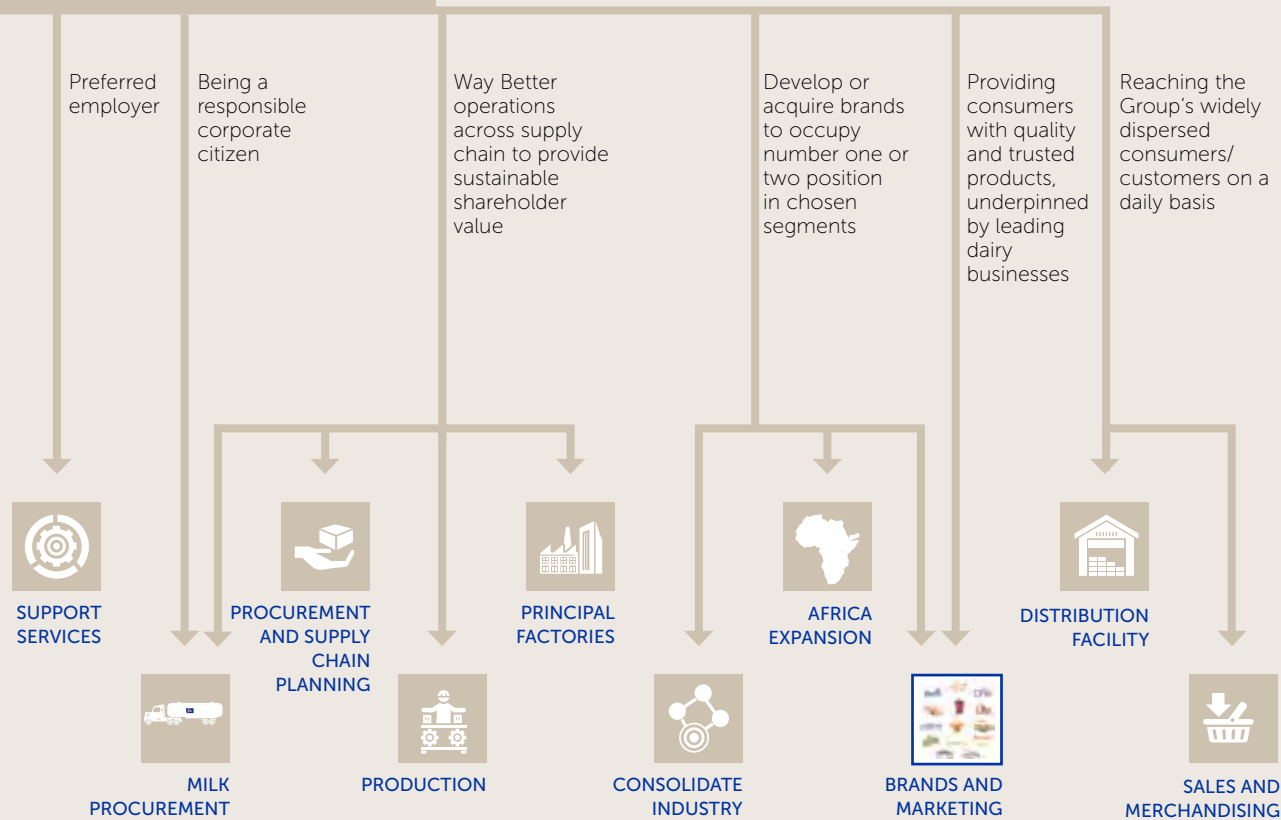 Preferred
employer
Being a
responsible
corporate
citizen
Way Better
operations
across supply
chain to provide
sustainable
shareholder
value
Develop or
acquire brands
to occupy
number one or
two position
in chosen
segments
Providing
consumers
with quality
and trusted
products,
underpinned
by leading
dairy
businesses
Reaching the
Group's widely
dispersed
consumers/
customers on a
daily basis
SUPPORT
SERVICES
PROCUREMENT
AND SUPPLY
CHAIN
PLANNING
PRINCIPAL
FACTORIES
AFRICA
EXPANSION
DISTRIBUTION
FACILITY
MILK
PROCUREMENT
PRODUCTION
CONSOLIDATE
INDUSTRY
BRANDS AND
MARKETING
SALES AND
MERCHANDISING